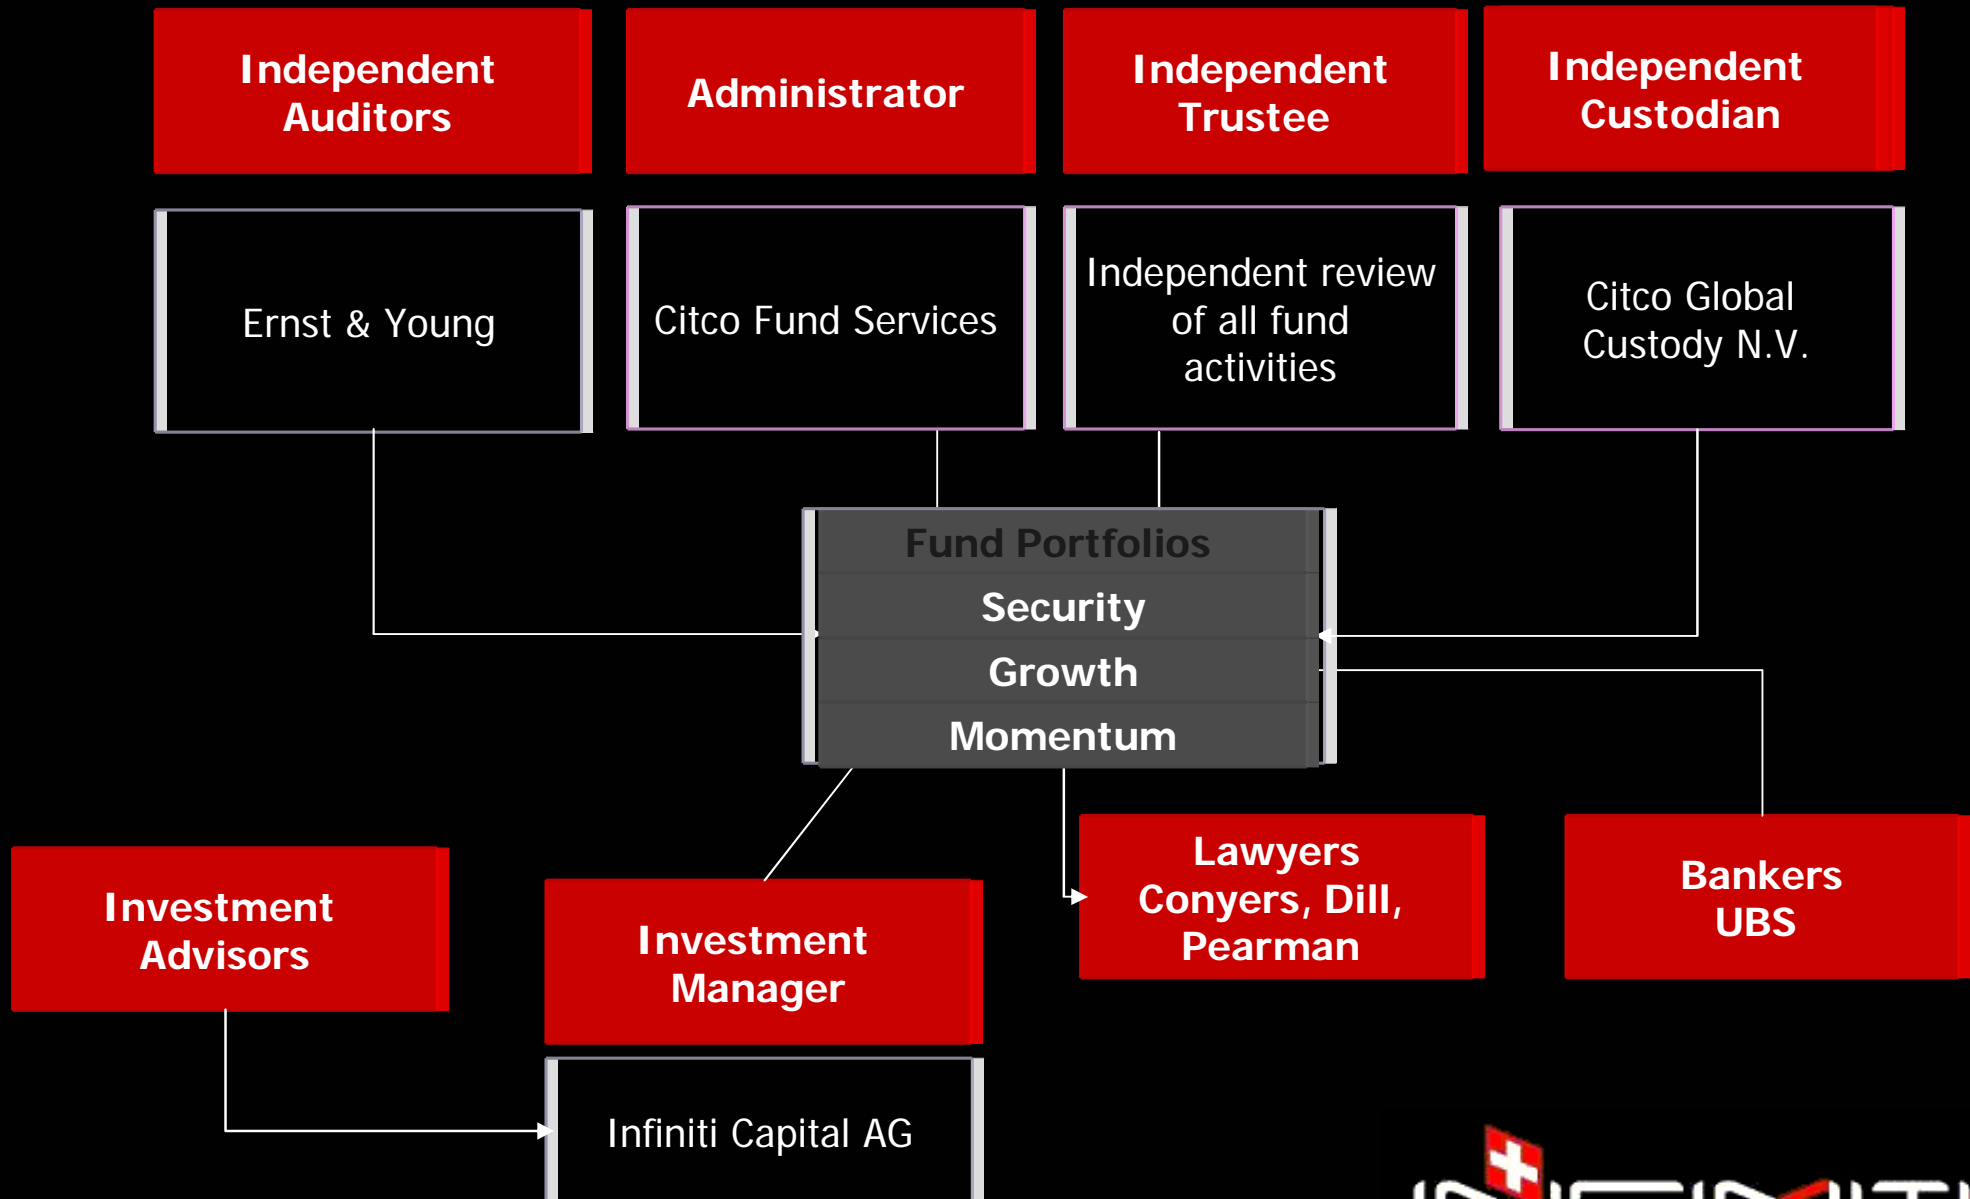 Independent
Auditors
Administrator
Independent
Trustee
Independent
Custodian
Ernst & Young
Citco Fund Services
Independent review
of all fund
activities
Citco Global
Custody N.V.
Fund Portfolios
Security
Growth
Momentum
Investment
Advisors
Investment
Manager
Lawyers
Conyers, Dill,
Pearman
Bankers
UBS
Infiniti Capital AG